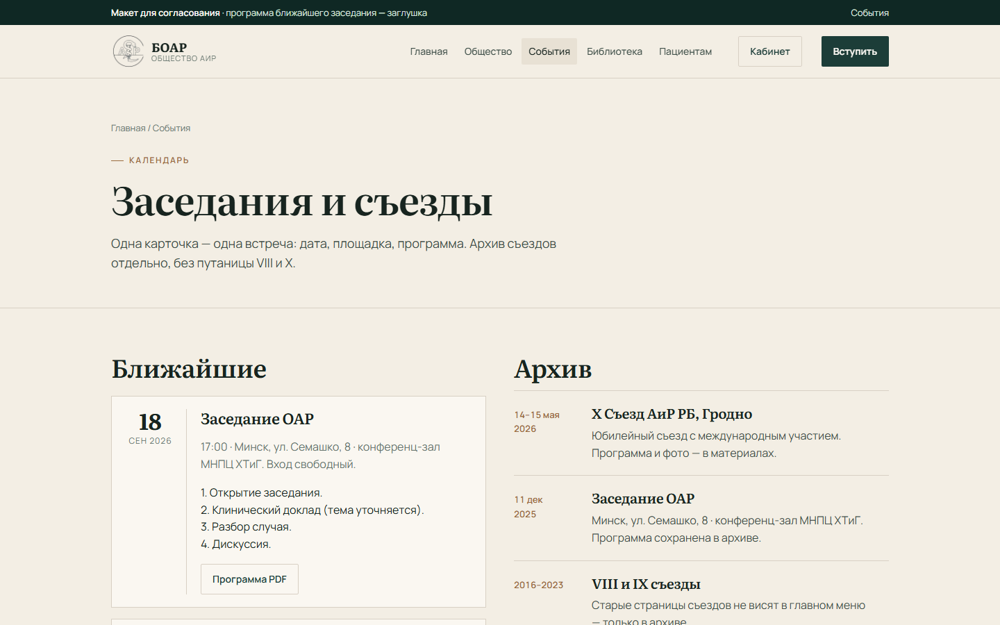 Макет для согласования · программа ближайшего заседания — заглушка
События
БОАР
ОБЩЕСТВО АИР
Главная
Общество
События
Библиотека
Пациентам
Кабинет
Вступить
Главная / События
— КАЛЕНДАРЬ
Заседания и съезды
Одна карточка — одна встреча: дата, площадка, программа. Архив съездов
отдельно, без путаницы VIII и X.
Ближайшие
18
СЕН 2026
Заседание ОАР
17:00 · Минск, ул. Семашко, 8 · конференц-зал
МНПЦ ХТиГ. Вход свободный.
1. Открытие заседания.
2. Клинический доклад (тема уточняется).
3. Разбор случая.
4. Дискуссия.
Программа PDF
Архив
14–15 мая
2026
X Съезд АиР РБ, Гродно
Юбилейный съезд с международным участием.
Программа и фото — в материалах.
11 дек
2025
Заседание ОАР
Минск, ул. Семашко, 8 · конференц-зал МНПЦ ХТиГ.
Программа сохранена в архиве.
2016–2023
VIII и IX съезды
Старые страницы съездов не висят в главном меню
— только в архиве.